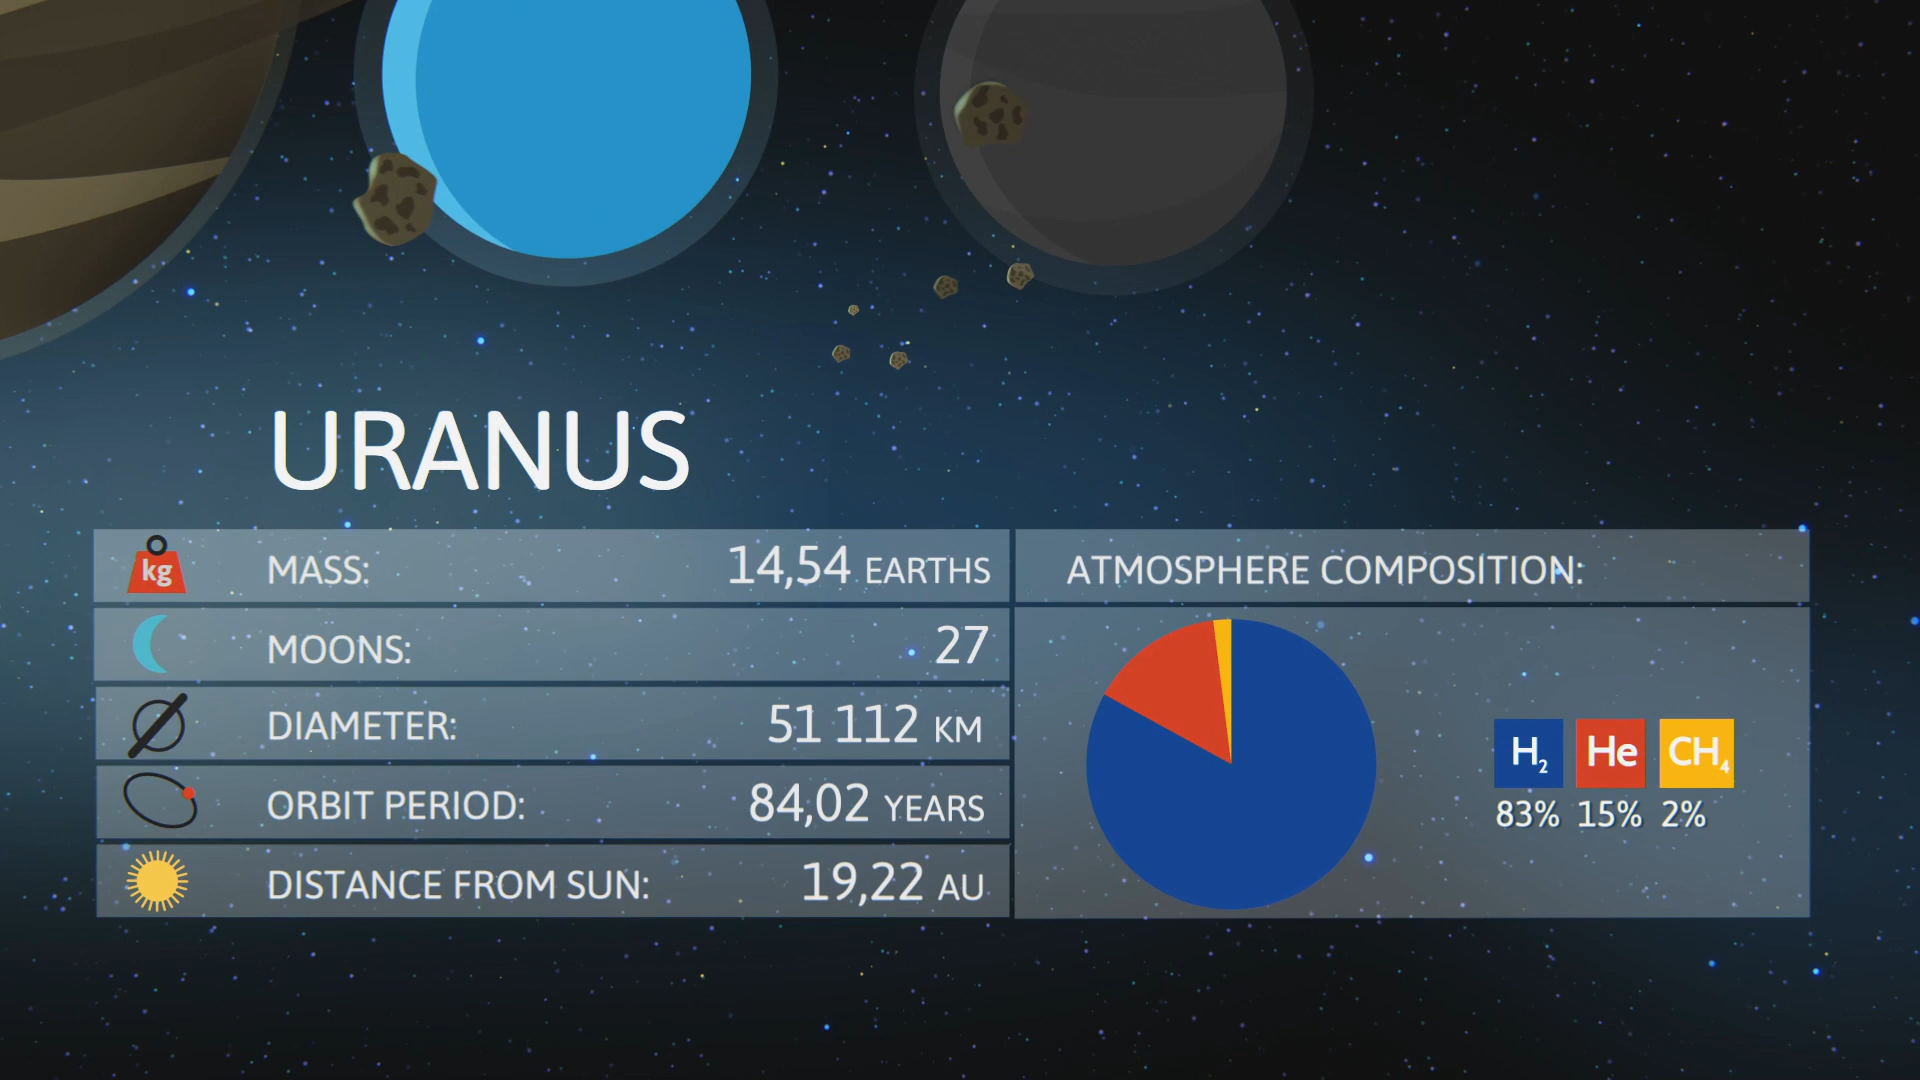 URANUS
kg MASS: 14,54 EARTHS
MOONS: 27
DIAMETER: 51 112 KM
ORBIT PERIOD: 84,02 YEARS
DISTANCE FROM SUN: 19,22 AU
ATMOSPHERE COMPOSITION:
H₂ He CH₄
83% 15% 2%